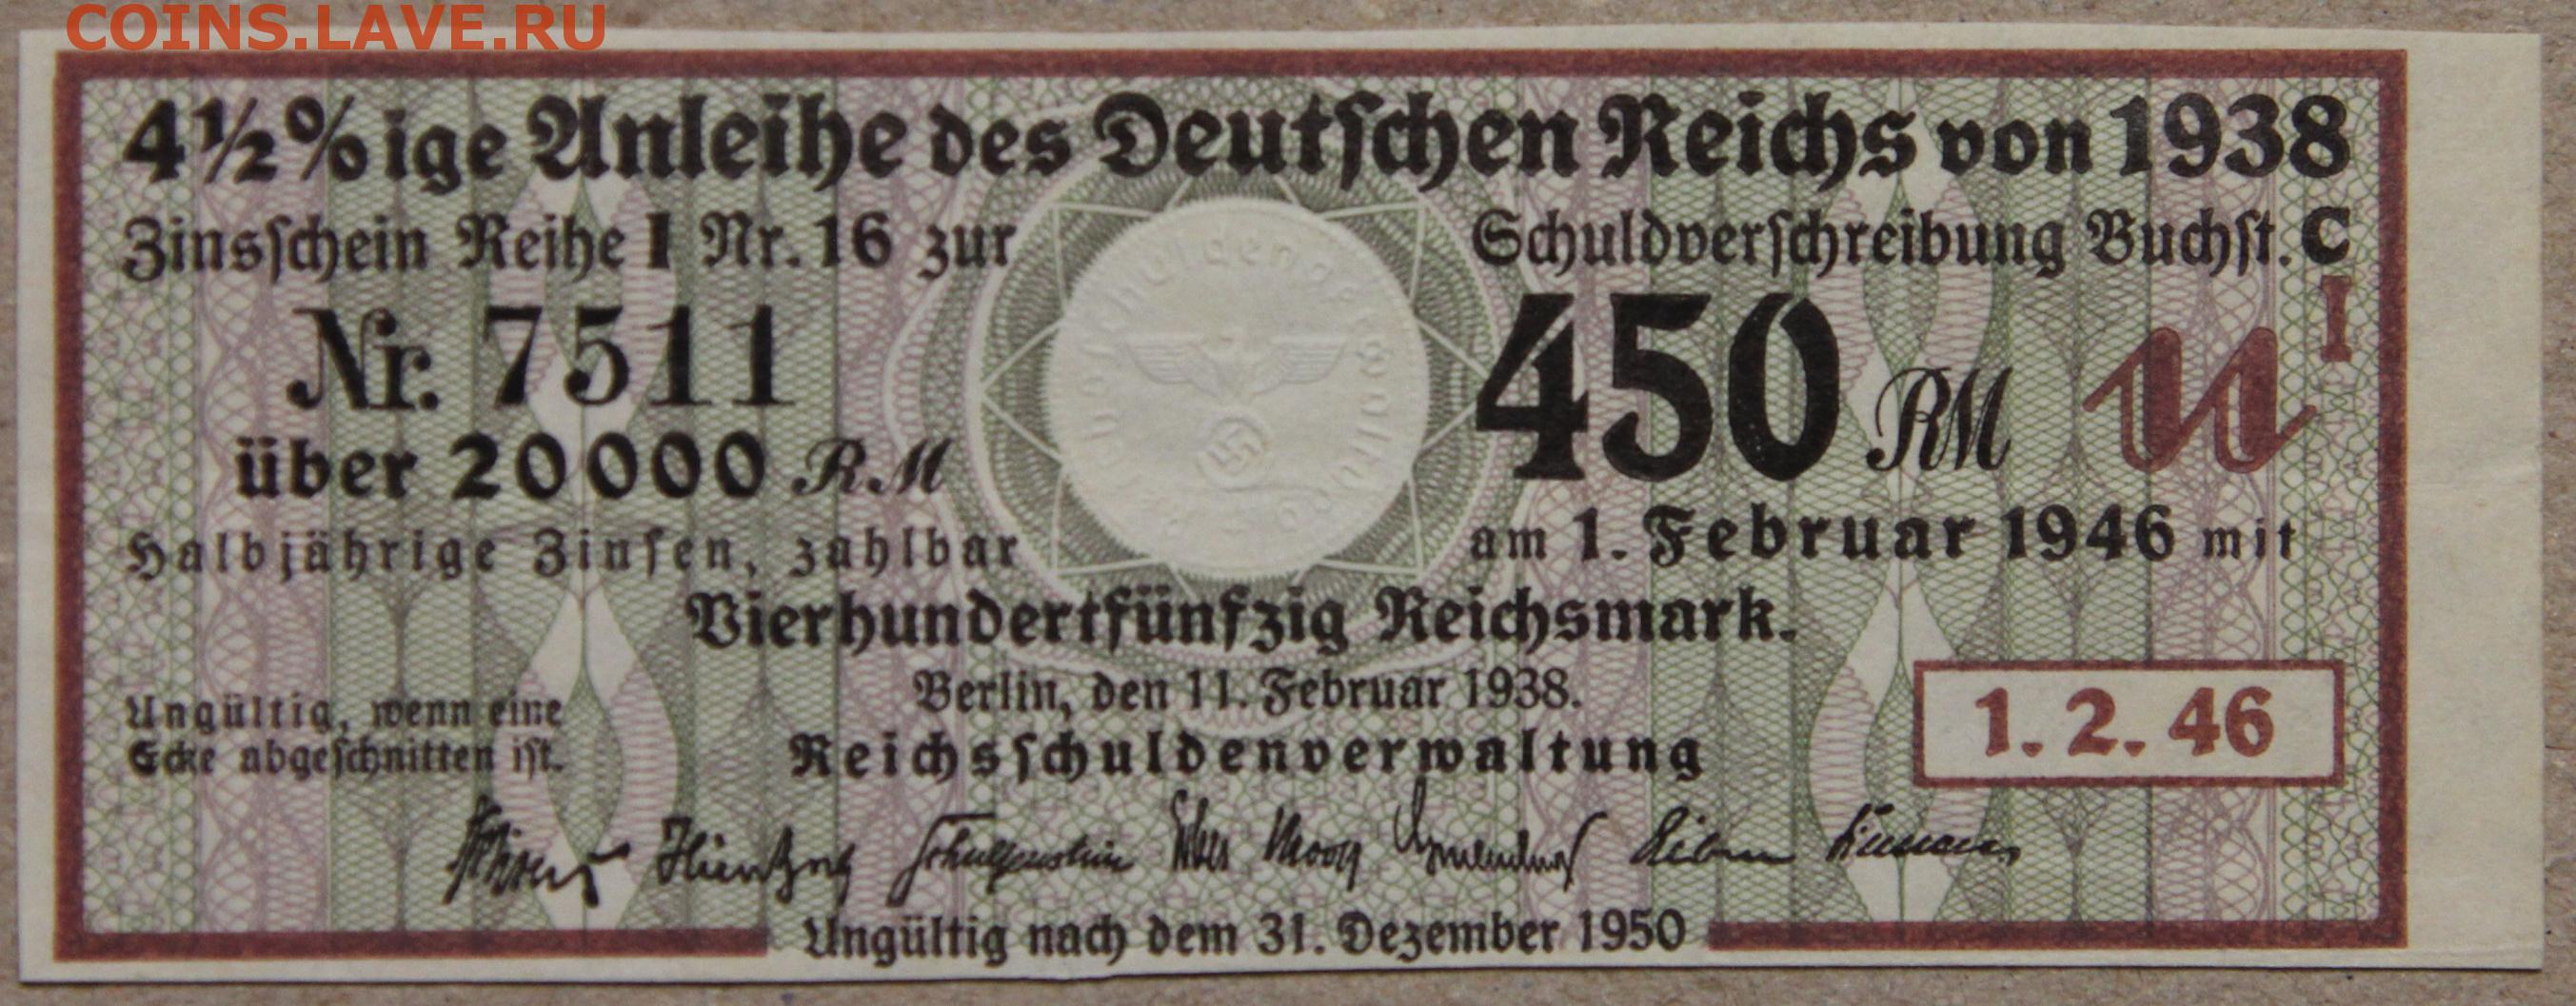 COINS.LAVE.RU
4½%ige Anleihe des Deutſchen Reichs von 1938
Zinsſchein Reihe I Nr. 16 zur Schuldverſchreibung Buchſt. C
I
Nr. 7511 450 RM
über 20000 RM
Halbjährige Zinſen, zahlbar am 1. Februar 1946 mit
Vierhundertfünfzig Reichsmark.
Berlin, den 11. Februar 1938.
Ungültig, wenn eine
Ecke abgeſchnitten iſt.
Reichsſchuldenverwaltung
1. 2. 46
Ungültig nach dem 31. Dezember 1950